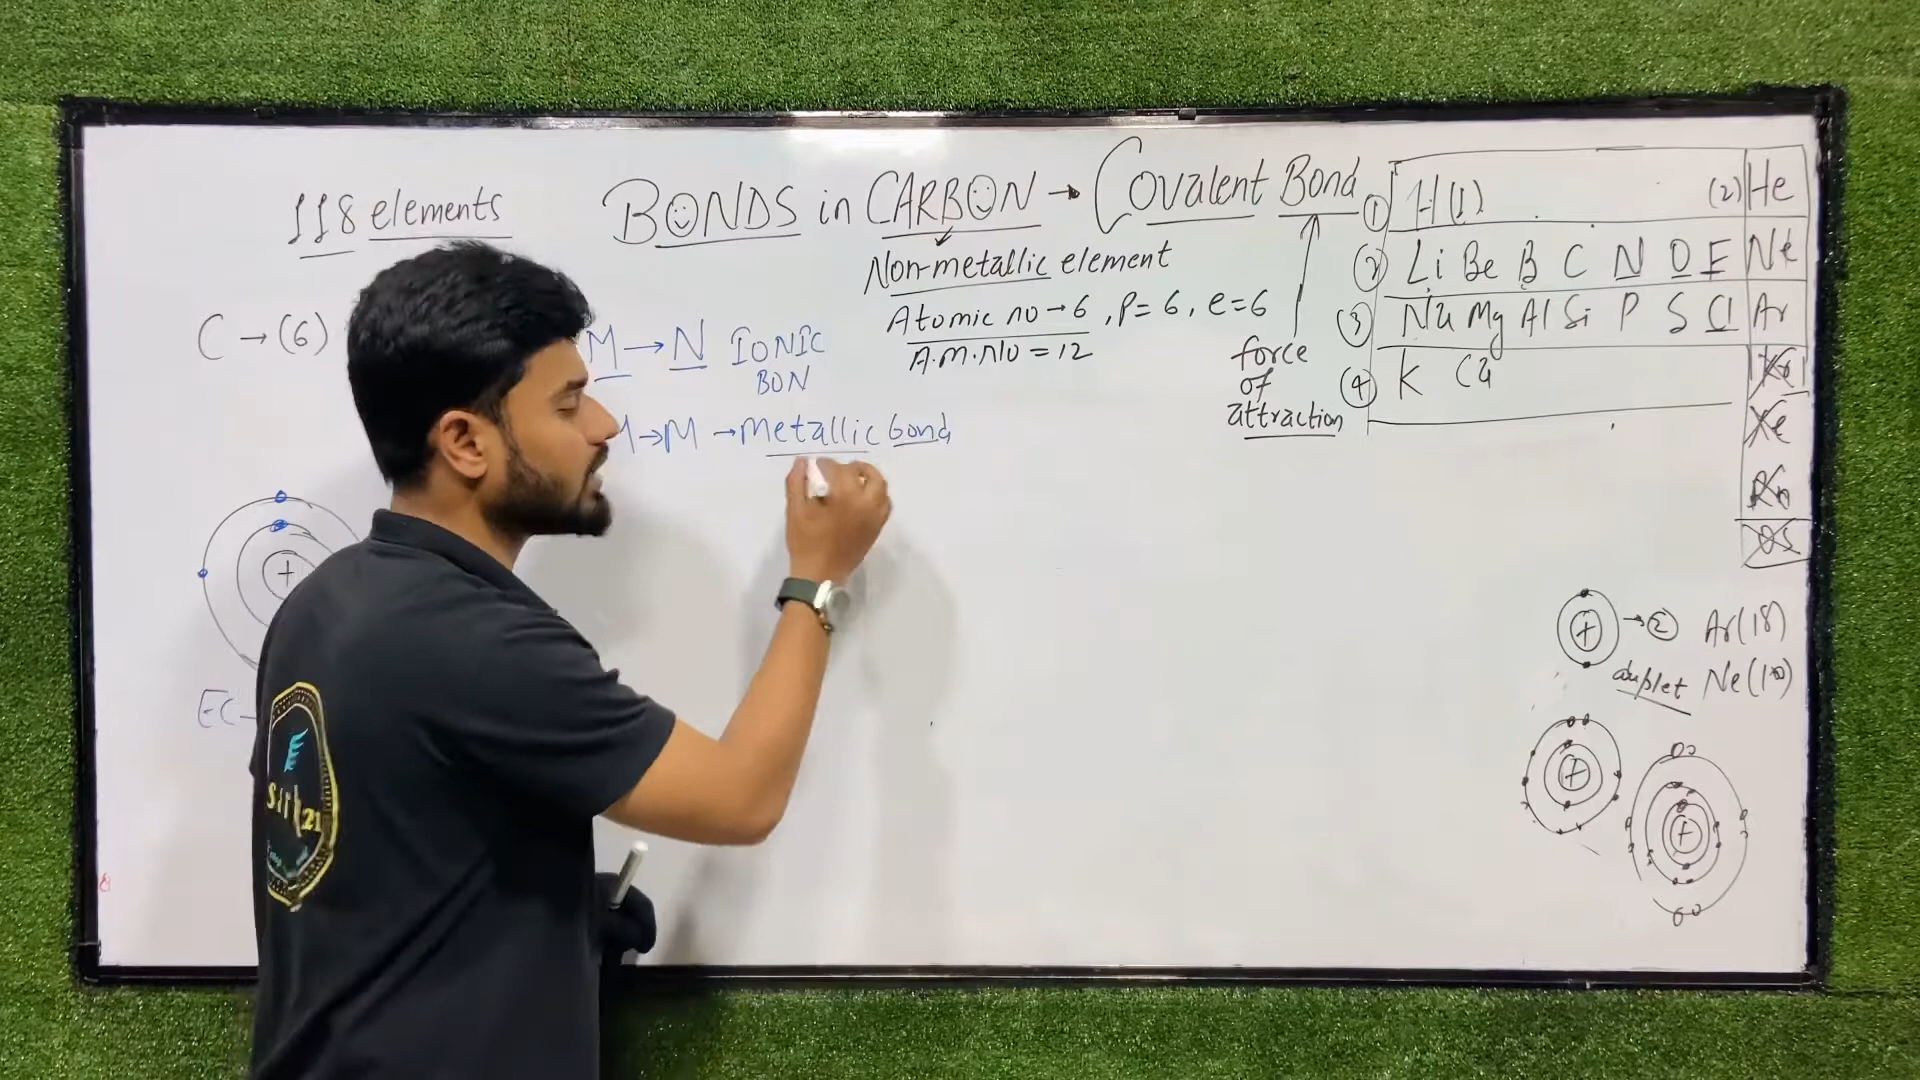 118 elements
BONDS in CARBON → Covalent Bond
Non-metallic element
Atomic no → 6, P = 6, e = 6
A.M.No = 12
C → (6)
M → N IONIC
BON
M → M → Metallic bond
force
of
attraction
EC
+
① H(1) (2) He
② Li Be B C N O F Ne
(3) Na Mg Al Si P S Cl Ar
④ K Ca Kr
Xe
Rn
+ → ② Ar(18)
duplet Ne(10)
+
+
8
21